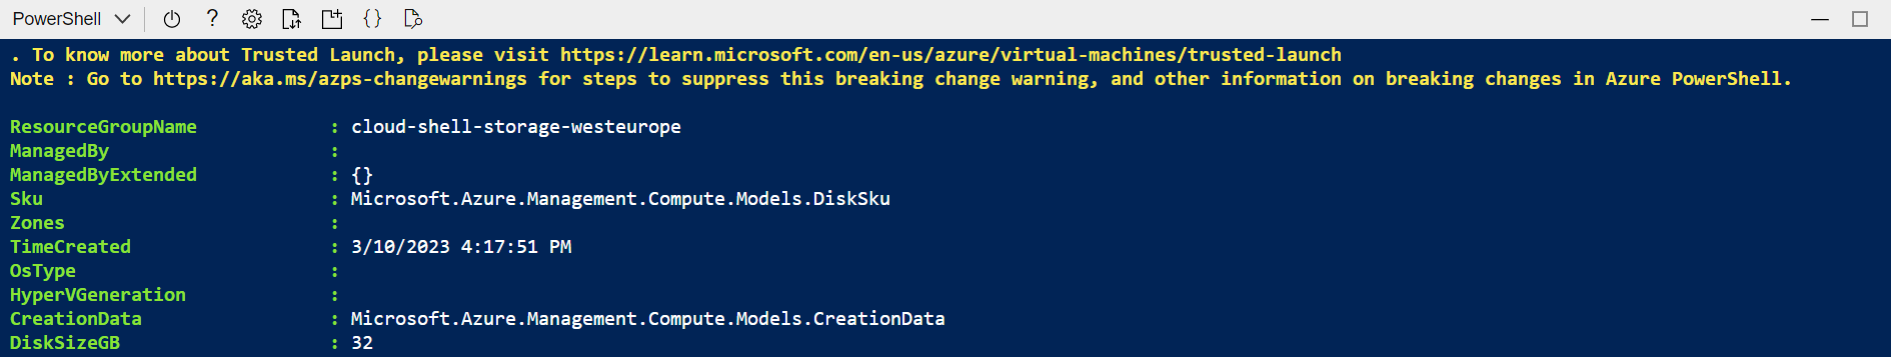 PowerShell ?
. To know more about Trusted Launch, please visit https://learn.microsoft.com/en-us/azure/virtual-machines/trusted-launch
Note : Go to https://aka.ms/azps-changewarnings for steps to suppress this breaking change warning, and other information on breaking changes in Azure PowerShell.
ResourceGroupName : cloud-shell-storage-westeurope
ManagedBy :
ManagedByExtended : {}
Sku : Microsoft.Azure.Management.Compute.Models.DiskSku
Zones :
TimeCreated : 3/10/2023 4:17:51 PM
OsType :
HyperVGeneration :
CreationData : Microsoft.Azure.Management.Compute.Models.CreationData
DiskSizeGB : 32